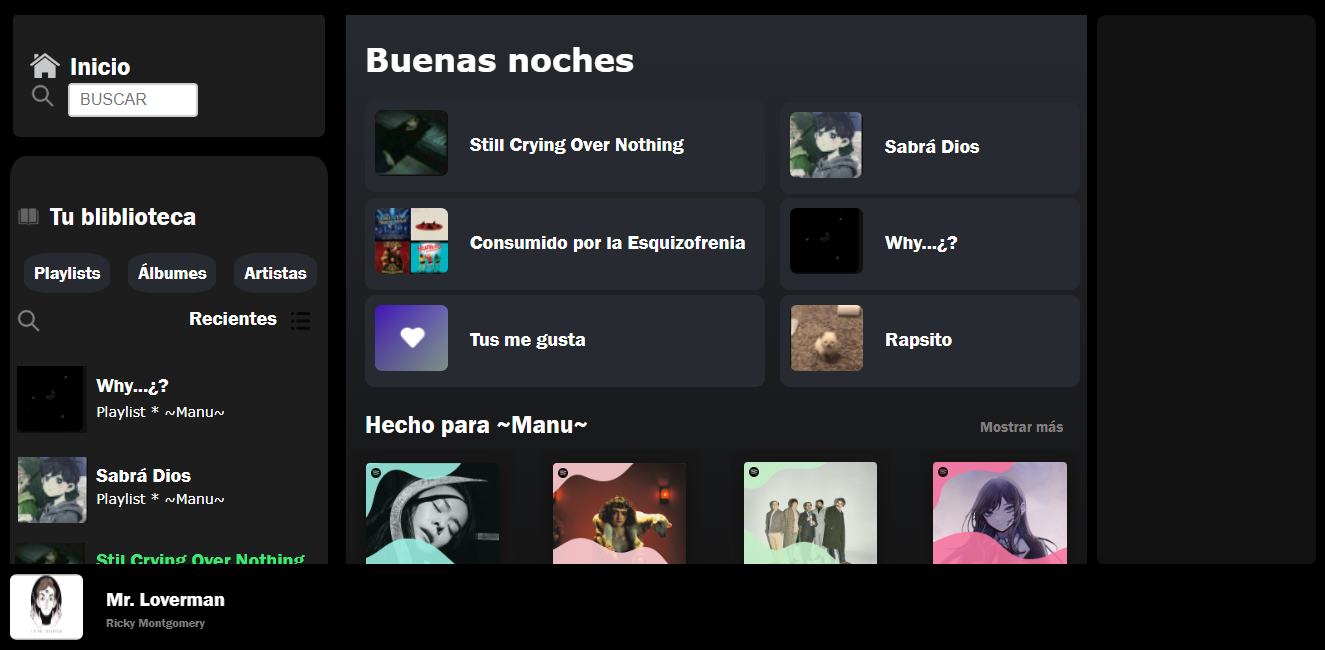 Inicio
BUSCAR
Tu bliblioteca
Playlists
Álbumes
Artistas
Recientes
Why...¿?
Playlist * ~Manu~
Sabrá Dios
Playlist * ~Manu~
Stil Crying Over Nothing
Buenas noches
Still Crying Over Nothing
Sabrá Dios
Consumido por la Esquizofrenia
Why...¿?
Tus me gusta
Rapsito
Hecho para ~Manu~
Mostrar más
Mr. Loverman
Ricky Montgomery